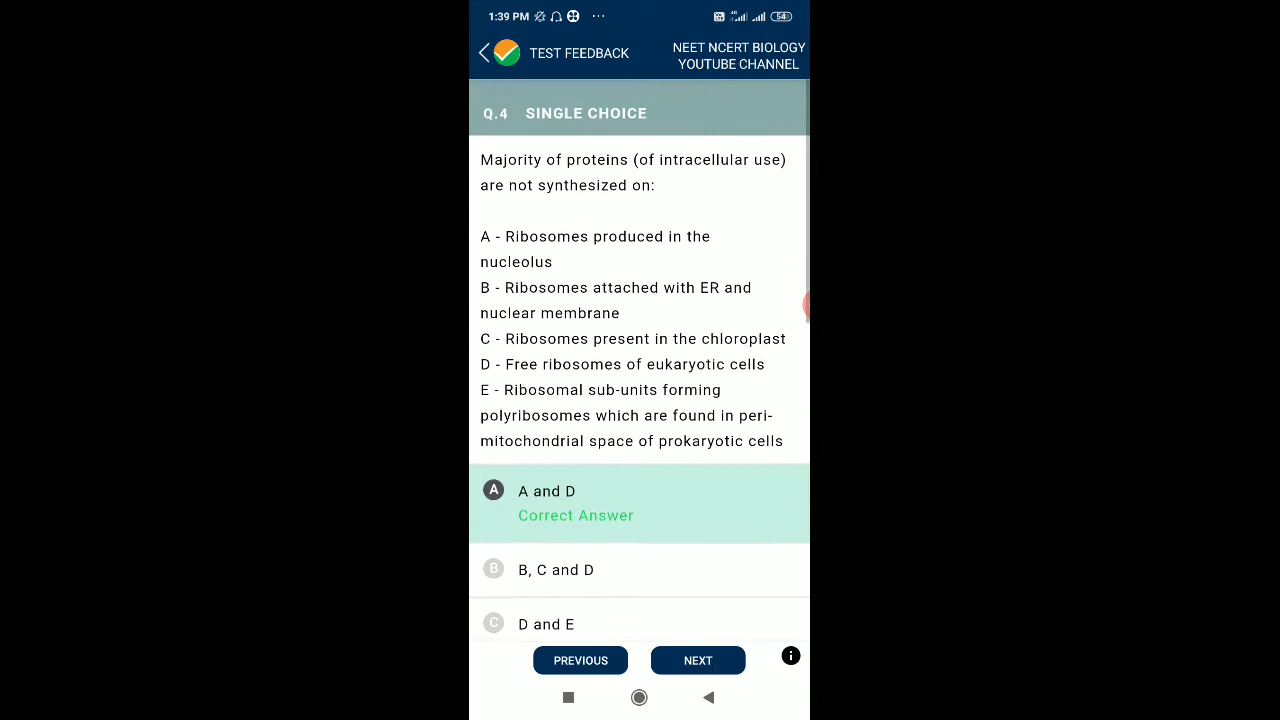 1:39 PM
54
TEST FEEDBACK
NEET NCERT BIOLOGY
YOUTUBE CHANNEL
Q.4 SINGLE CHOICE
Majority of proteins (of intracellular use)
are not synthesized on:
A - Ribosomes produced in the
nucleolus
B - Ribosomes attached with ER and
nuclear membrane
C - Ribosomes present in the chloroplast
D - Free ribosomes of eukaryotic cells
E - Ribosomal sub-units forming
polyribosomes which are found in peri-
mitochondrial space of prokaryotic cells
A A and D
Correct Answer
B B, C and D
C D and E
PREVIOUS
NEXT